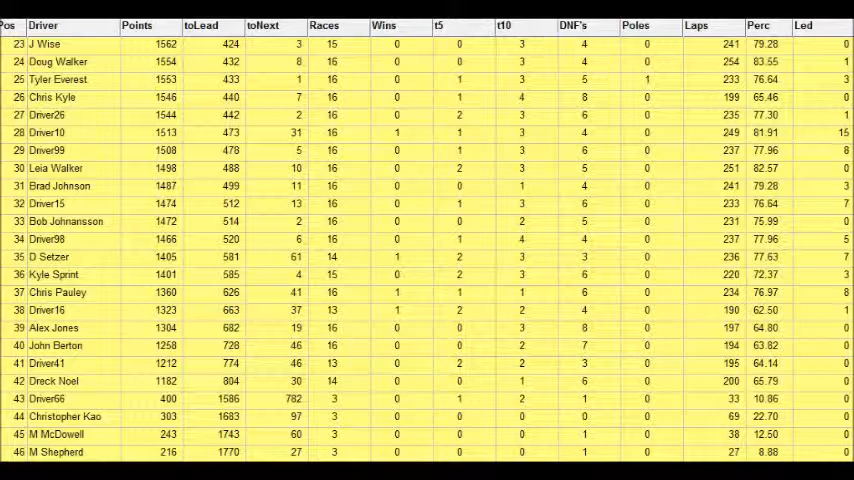 Pos Driver Points toLead toNext Races Wins t5 t10 DNF's Poles Laps Perc Led
23 J Wise 1562 424 3 15 0 0 3 4 0 241 79.28 0
24 Doug Walker 1554 432 8 16 0 0 3 4 0 254 83.55 1
25 Tyler Everest 1553 433 1 16 0 1 3 5 1 233 76.64 3
26 Chris Kyle 1546 440 7 16 0 1 4 8 0 199 65.46 0
27 Driver26 1544 442 2 16 0 2 3 6 0 235 77.30 1
28 Driver10 1513 473 31 16 1 1 3 4 0 249 81.91 15
29 Driver99 1508 478 5 16 0 1 3 6 0 237 77.96 8
30 Leia Walker 1498 488 10 16 0 2 3 5 0 251 82.57 0
31 Brad Johnson 1487 499 11 16 0 0 1 4 0 241 79.28 3
32 Driver15 1474 512 13 16 0 1 3 6 0 233 76.64 7
33 Bob Johnansson 1472 514 2 16 0 0 2 5 0 231 75.99 0
34 Driver98 1466 520 6 16 0 1 4 4 0 237 77.96 5
35 D Setzer 1405 581 61 14 1 2 3 3 0 236 77.63 7
36 Kyle Sprint 1401 585 4 15 0 2 3 6 0 220 72.37 3
37 Chris Pauley 1360 626 41 16 1 1 1 6 0 234 76.97 8
38 Driver16 1323 663 37 13 1 2 2 4 0 190 62.50 1
39 Alex Jones 1304 682 19 16 0 0 3 8 0 197 64.80 0
40 John Berton 1258 728 46 16 0 0 2 7 0 194 63.82 0
41 Driver41 1212 774 46 13 0 2 2 3 0 195 64.14 0
42 Dreck Noel 1182 804 30 14 0 0 1 6 0 200 65.79 0
43 Driver66 400 1586 782 3 0 1 2 1 0 33 10.86 0
44 Christopher Kao 303 1683 97 3 0 0 0 0 0 69 22.70 0
45 M McDowell 243 1743 60 3 0 0 0 1 0 38 12.50 0
46 M Shepherd 216 1770 27 3 0 0 0 1 0 27 8.88 0